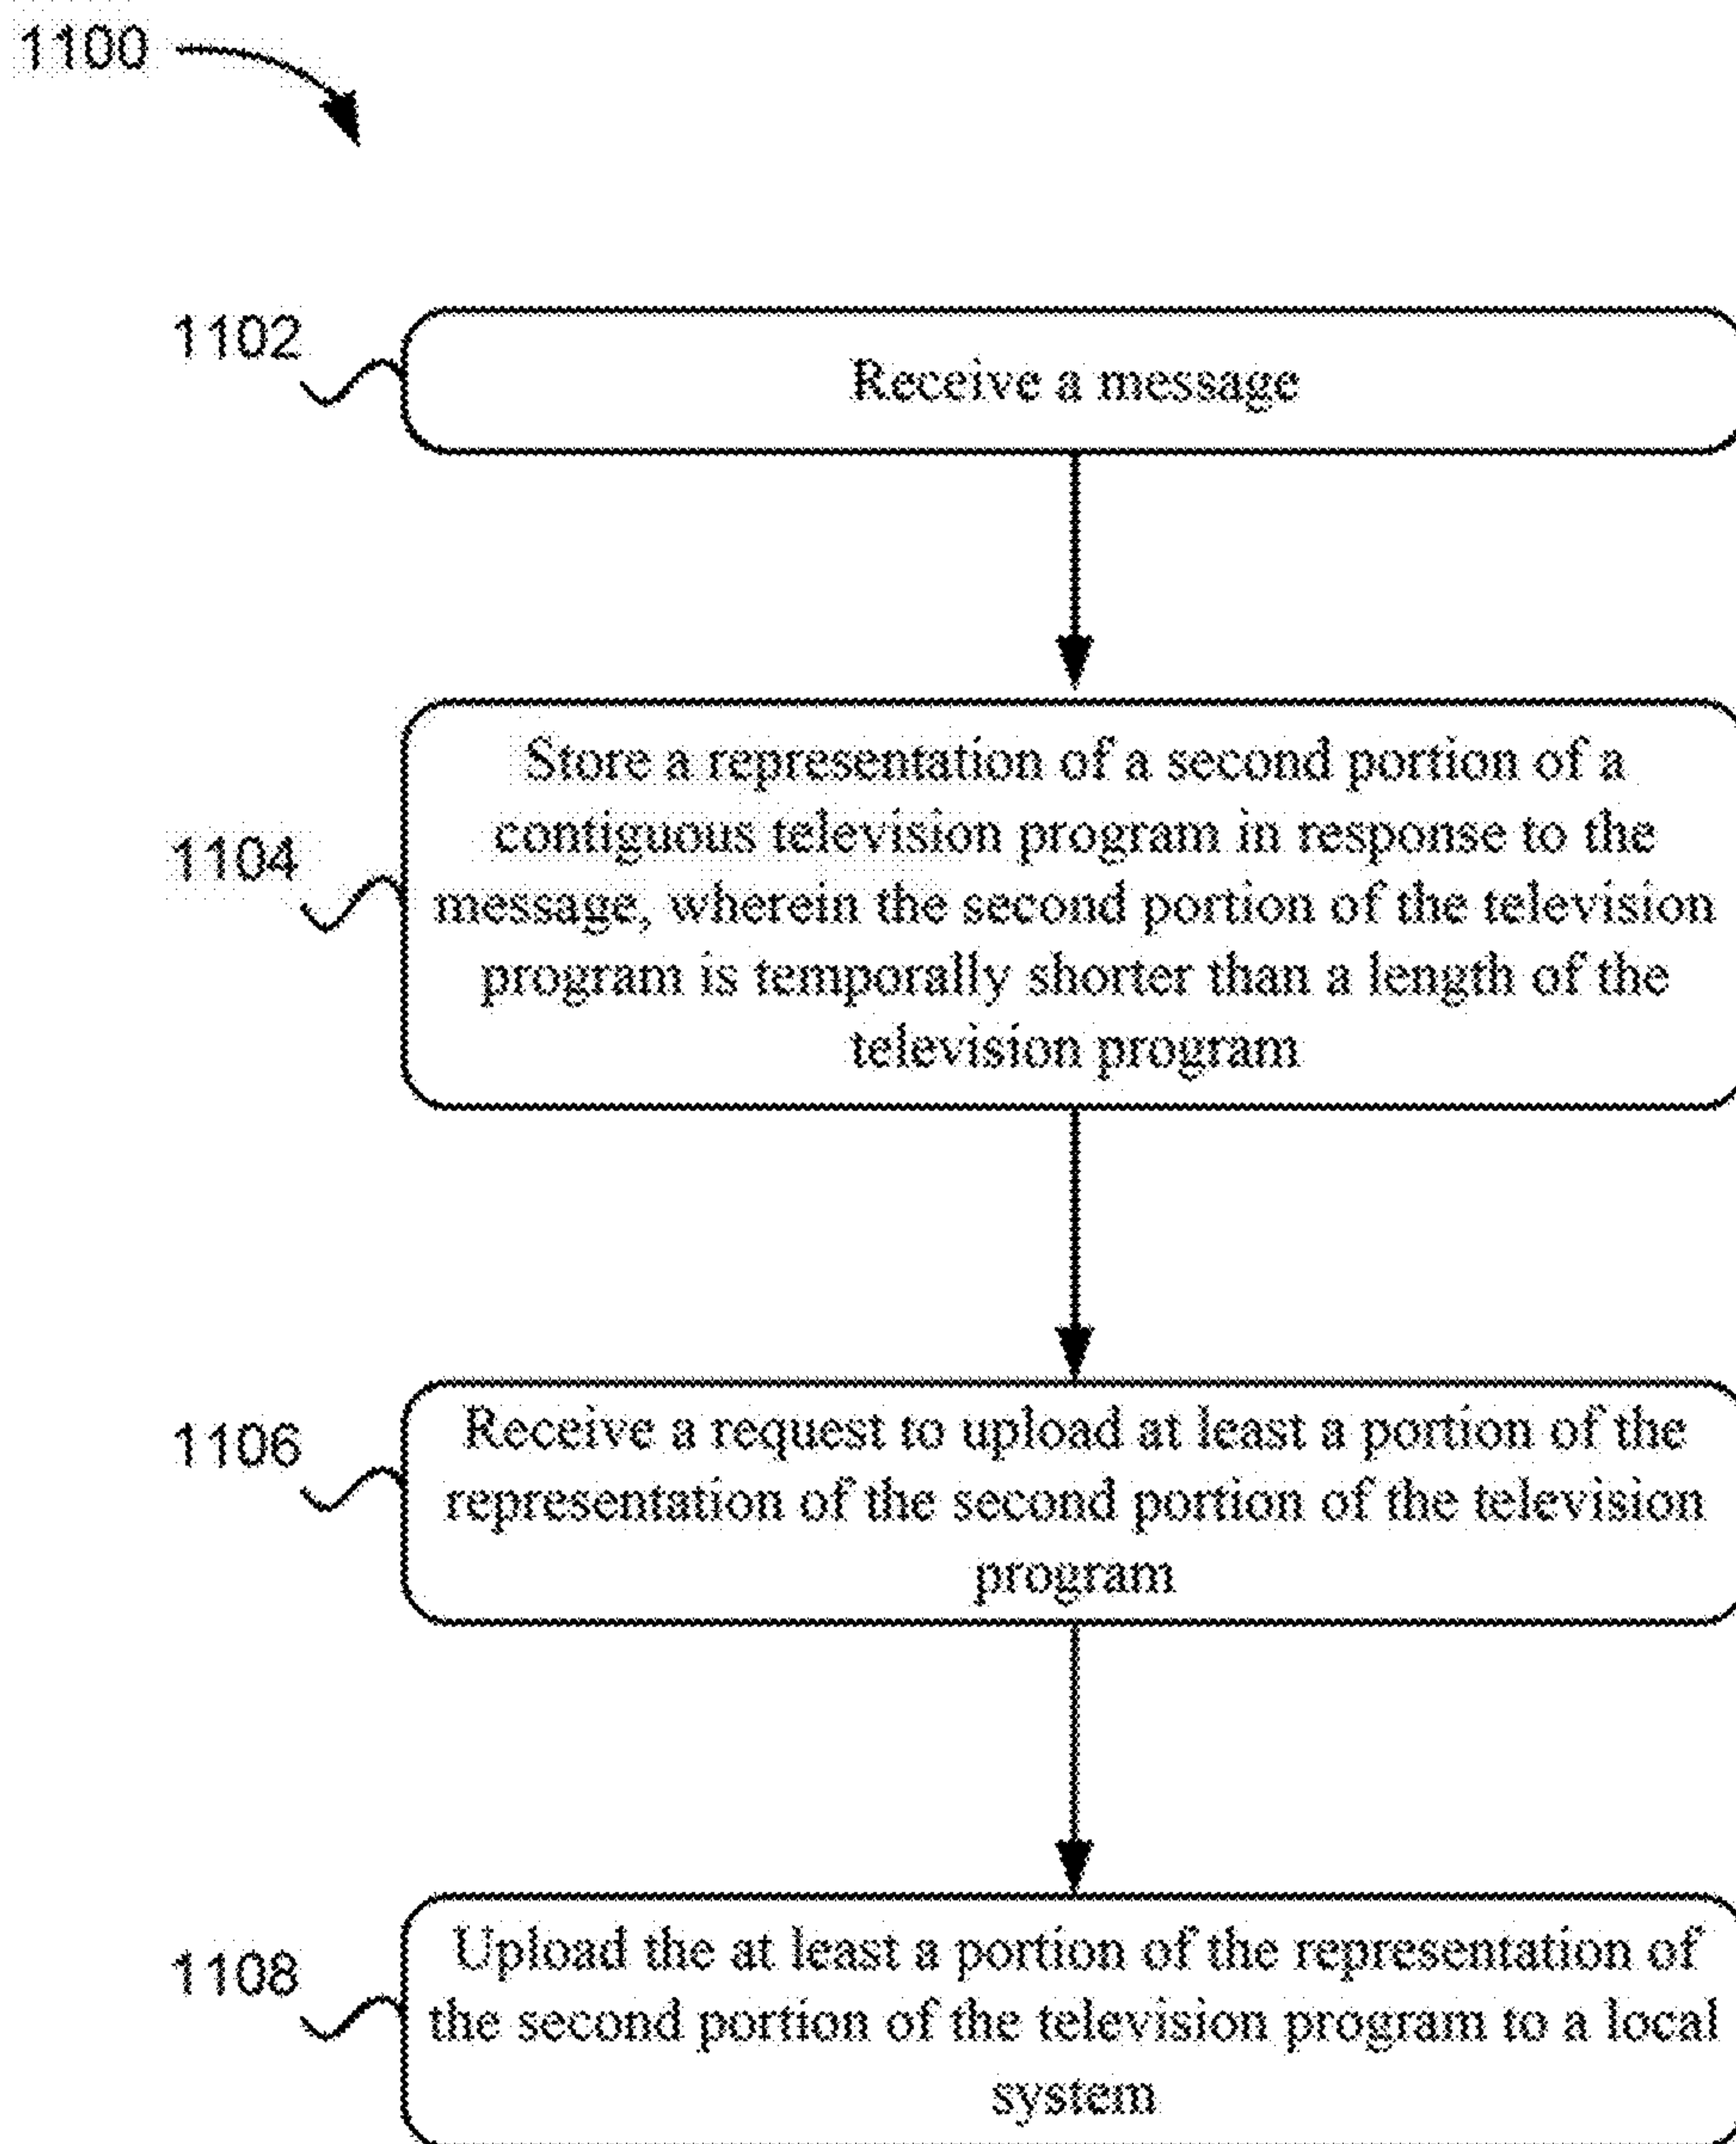 1100
1102
Receive a message
1104
Store a representation of a second portion of a
contiguous television program in response to the
message, wherein the second portion of the television
program is temporally shorter than a length of the
television program
1106
Receive a request to upload at least a portion of the
representation of the second portion of the television
program
1108
Upload the at least a portion of the representation of
the second portion of the television program to a local
system